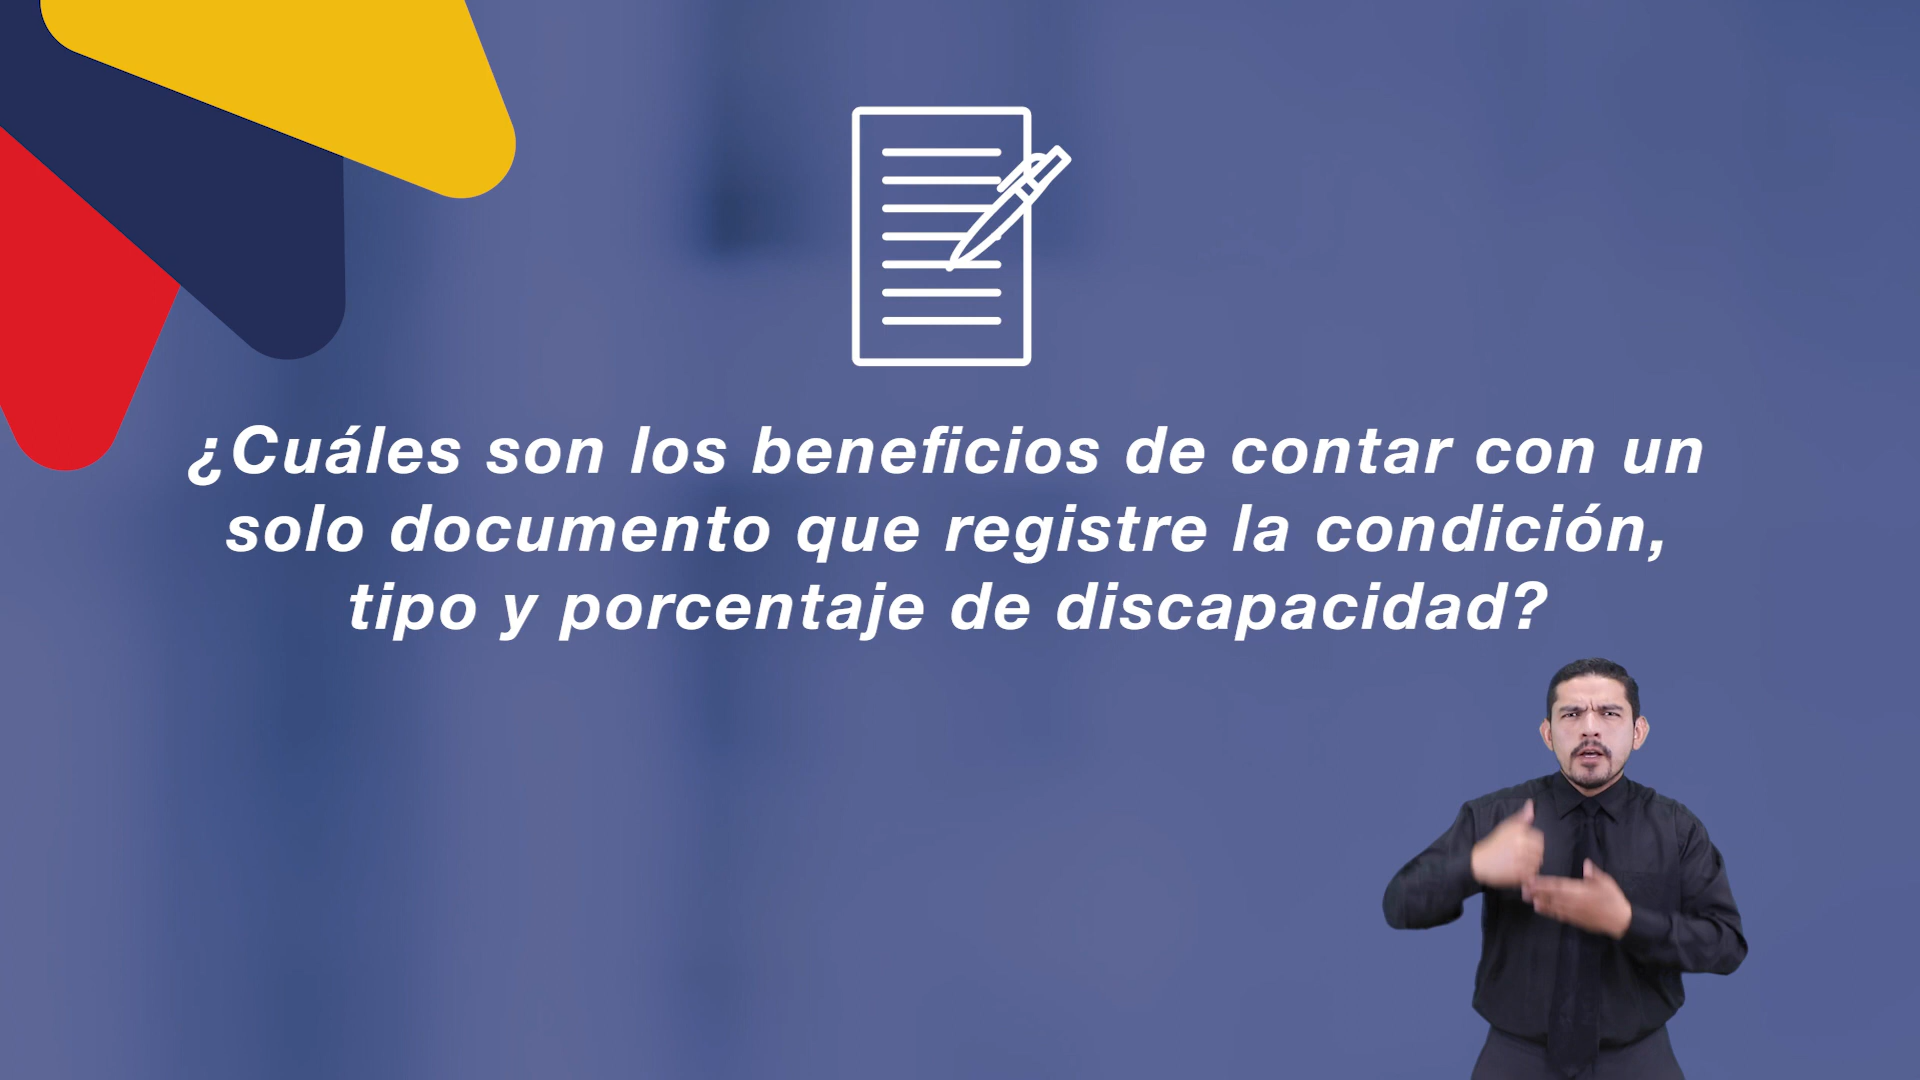 ¿Cuáles son los beneficios de contar con un
solo documento que registre la condición,
tipo y porcentaje de discapacidad?